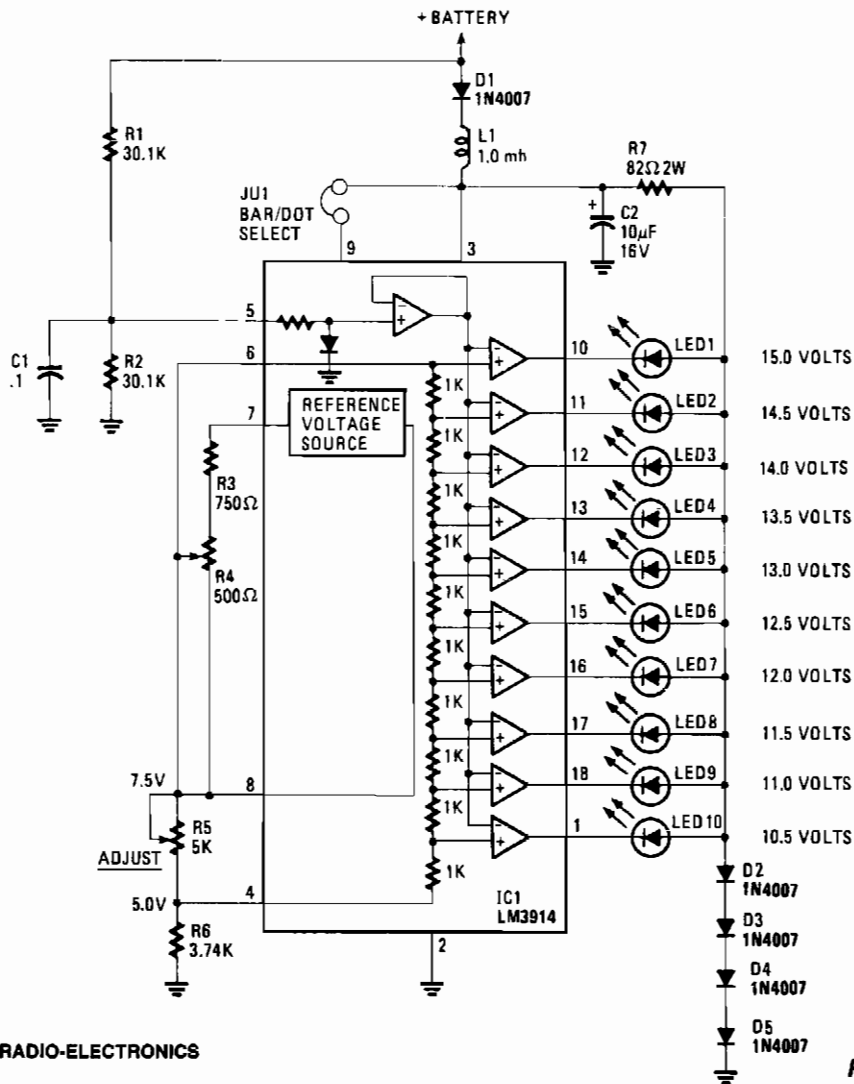 + BATTERY
D1
1N4007
R1
30.1K
L1
1.0 mh
R7
82Ω 2W
JU1
BAR/DOT
SELECT
+
C2
10µF
16V
9
3
5
-
+
C1
.1
R2
30.1K
6
7
REFERENCE
VOLTAGE
SOURCE
R3
750Ω
R4
500Ω
1K
1K
1K
1K
1K
1K
1K
1K
1K
1K
-
+
10
LED1
15.0 VOLTS
-
+
11
LED2
14.5 VOLTS
-
+
12
LED3
14.0 VOLTS
-
+
13
LED4
13.5 VOLTS
-
+
14
LED5
13.0 VOLTS
-
+
15
LED6
12.5 VOLTS
-
+
16
LED7
12.0 VOLTS
-
+
17
LED8
11.5 VOLTS
-
+
18
LED9
11.0 VOLTS
-
+
1
LED10
10.5 VOLTS
7.5V
8
R5
5K
ADJUST
5.0V
4
R6
3.74K
IC1
LM3914
2
D2
1N4007
D3
1N4007
D4
1N4007
D5
1N4007
RADIO-ELECTRONICS